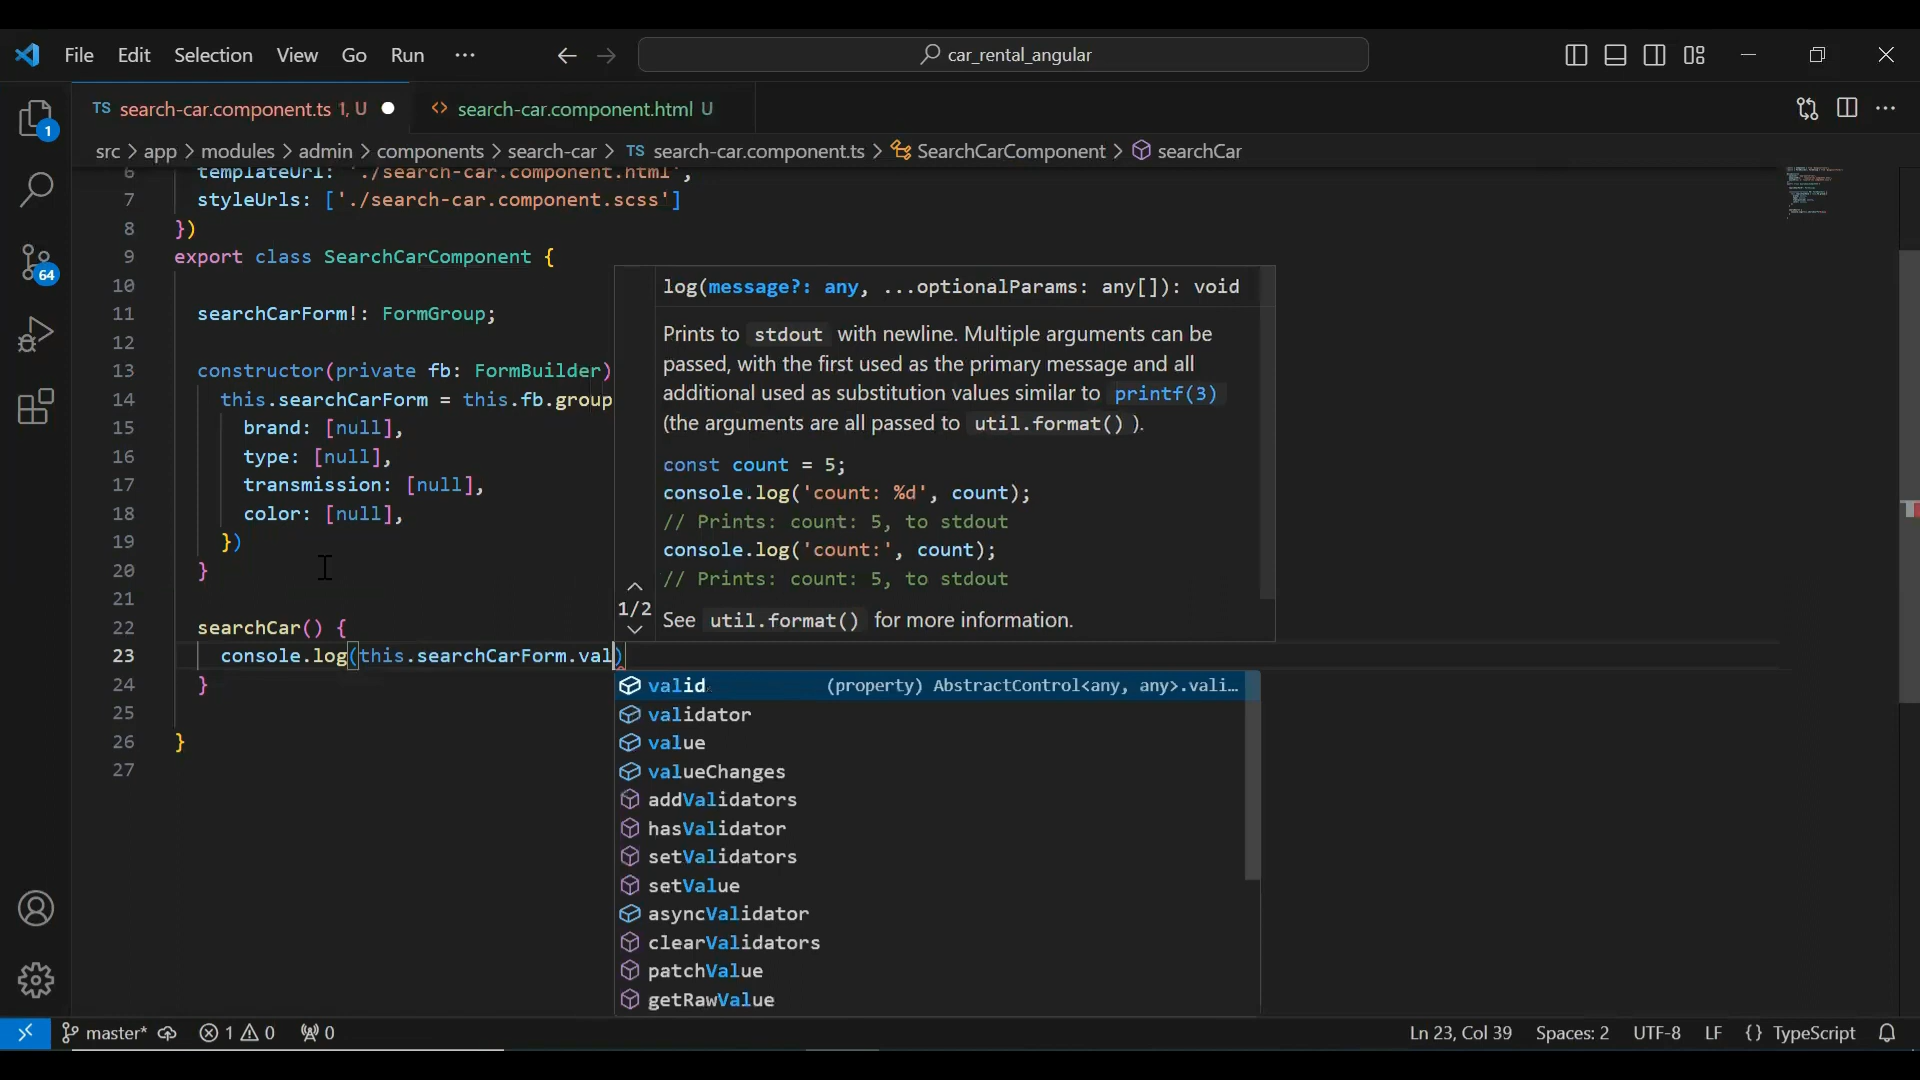 File Edit Selection View Go Run ... car_rental_angular
TS search-car.component.ts 1, U <> search-car.component.html U
src > app > modules > admin > components > search-car > TS search-car.component.ts > SearchCarComponent > searchCar
6 templateUrl: './search-car.component.html',
7 styleUrls: ['./search-car.component.scss']
8 })
9 export class SearchCarComponent {
10
11 searchCarForm!: FormGroup;
12
13 constructor(private fb: FormBuilder)
14 this.searchCarForm = this.fb.group
15 brand: [null],
16 type: [null],
17 transmission: [null],
18 color: [null],
19 })
20 }
21
22 searchCar() {
23 console.log(this.searchCarForm.val)
24 }
25
26 }
27
log(message?: any, ...optionalParams: any[]): void
Prints to stdout with newline. Multiple arguments can be
passed, with the first used as the primary message and all
additional used as substitution values similar to printf(3)
(the arguments are all passed to util.format() ).
const count = 5;
console.log('count: %d', count);
// Prints: count: 5, to stdout
console.log('count:', count);
// Prints: count: 5, to stdout
1/2
See util.format() for more information.
valid (property) AbstractControl<any, any>.vali…
validator
value
valueChanges
addValidators
hasValidator
setValidators
setValue
asyncValidator
clearValidators
patchValue
getRawValue
1
64
master* 1 0 0 Ln 23, Col 39 Spaces: 2 UTF-8 LF {} TypeScript